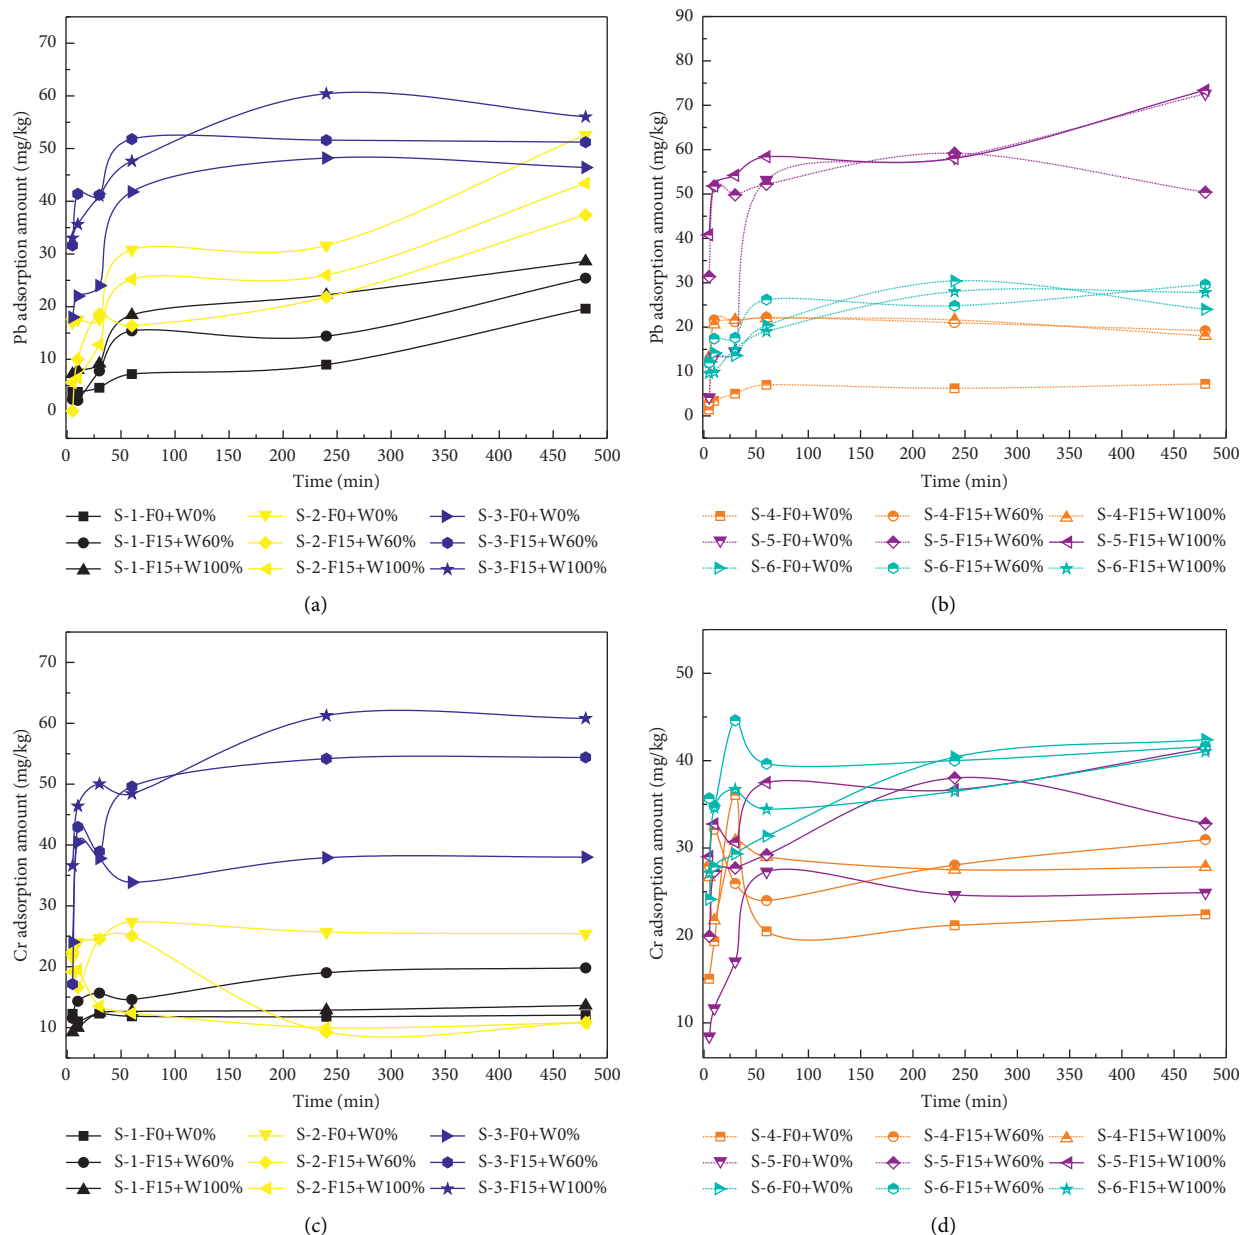 (a)
(b)
70
60
50
40
30
20
10
0
Pb adsorption amount (mg/kg)
0 50 100 150 200 250 300 350 400 450 500
Time (min)
S-1-F0+W0% S-2-F0+W0% S-3-F0+W0%
S-1-F15+W60% S-2-F15+W60% S-3-F15+W60%
S-1-F15+W100% S-2-F15+W100% S-3-F15+W100%
90
80
70
60
50
40
30
20
10
0
Pb adsorption amount (mg/kg)
0 50 100 150 200 250 300 350 400 450 500
Time (min)
S-4-F0+W0% S-4-F15+W60% S-4-F15+W100%
S-5-F0+W0% S-5-F15+W60% S-5-F15+W100%
S-6-F0+W0% S-6-F15+W60% S-6-F15+W100%
70
60
50
40
30
20
10
Cr adsorption amount (mg/kg)
0 50 100 150 200 250 300 350 400 450 500
Time (min)
S-1-F0+W0% S-2-F0+W0% S-3-F0+W0%
S-1-F15+W60% S-2-F15+W60% S-3-F15+W60%
S-1-F15+W100% S-2-F15+W100% S-3-F15+W100%
(c)
50
40
30
20
10
Cr adsorption amount (mg/kg)
0 50 100 150 200 250 300 350 400 450 500
Time (min)
S-4-F0+W0% S-4-F15+W60% S-4-F15+W100%
S-5-F0+W0% S-5-F15+W60% S-5-F15+W100%
S-6-F0+W0% S-6-F15+W60% S-6-F15+W100%
(d)